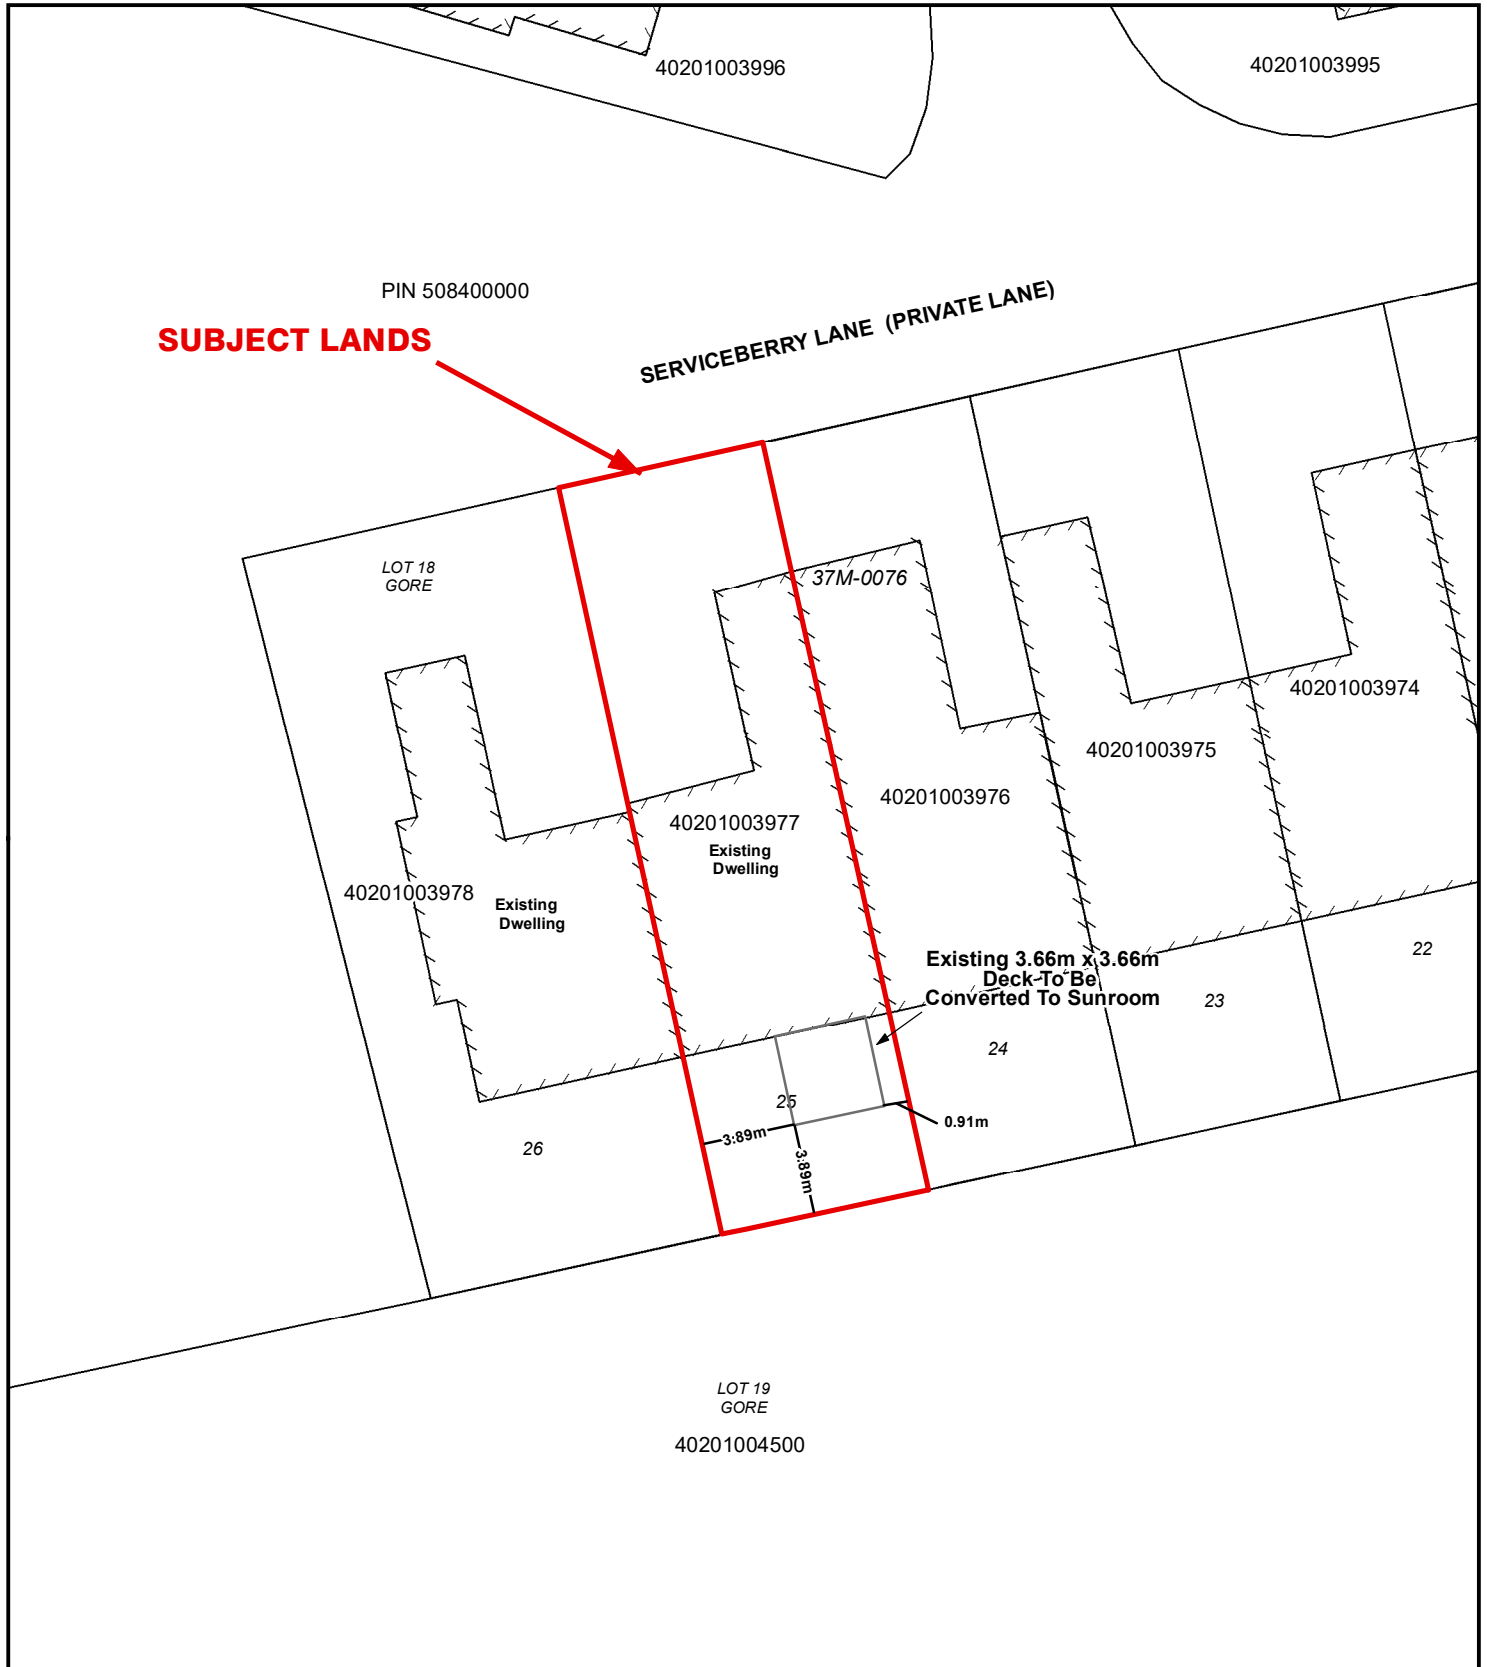 40201003996
40201003995
PIN 508400000
SUBJECT LANDS
SERVICEBERRY LANE (PRIVATE LANE)
LOT 18
GORE
37M-0076
40201003974
40201003975
40201003976
40201003977
Existing
Dwelling
40201003978
Existing
Dwelling
22
Existing 3.66m x 3.66m
Deck To Be
Converted To Sunroom
23
24
25
0.91m
3.89m
3.89m
26
LOT 19
GORE
40201004500